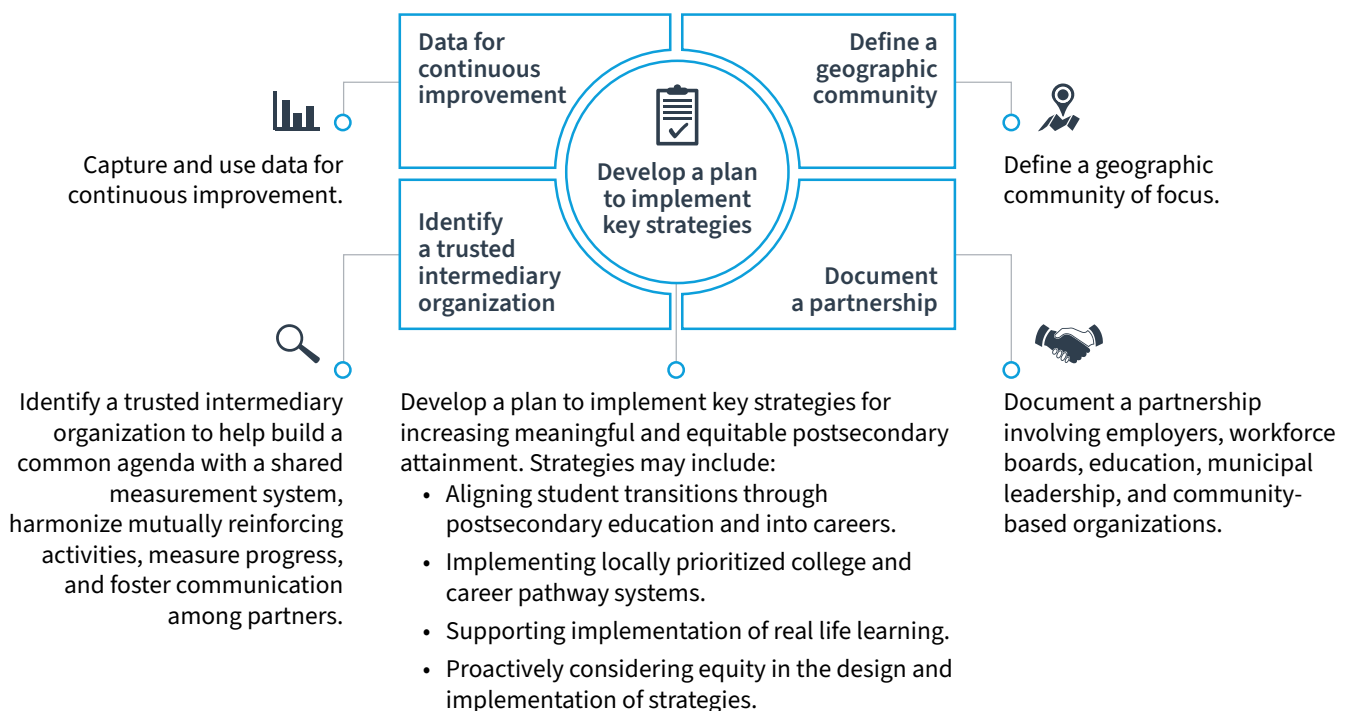 Data for
continuous
improvement
Define a
geographic
community
Develop a plan
to implement
key strategies
Identify
a trusted
intermediary
organization
Document
a partnership
Capture and use data for
continuous improvement.
Define a geographic
community of focus.
Identify a trusted intermediary
organization to help build a
common agenda with a shared
measurement system,
harmonize mutually reinforcing
activities, measure progress,
and foster communication
among partners.
Develop a plan to implement key strategies for
increasing meaningful and equitable postsecondary
attainment. Strategies may include:
• Aligning student transitions through
postsecondary education and into careers.
• Implementing locally prioritized college and
career pathway systems.
• Supporting implementation of real life learning.
• Proactively considering equity in the design and
implementation of strategies.
Document a partnership
involving employers, workforce
boards, education, municipal
leadership, and community-
based organizations.